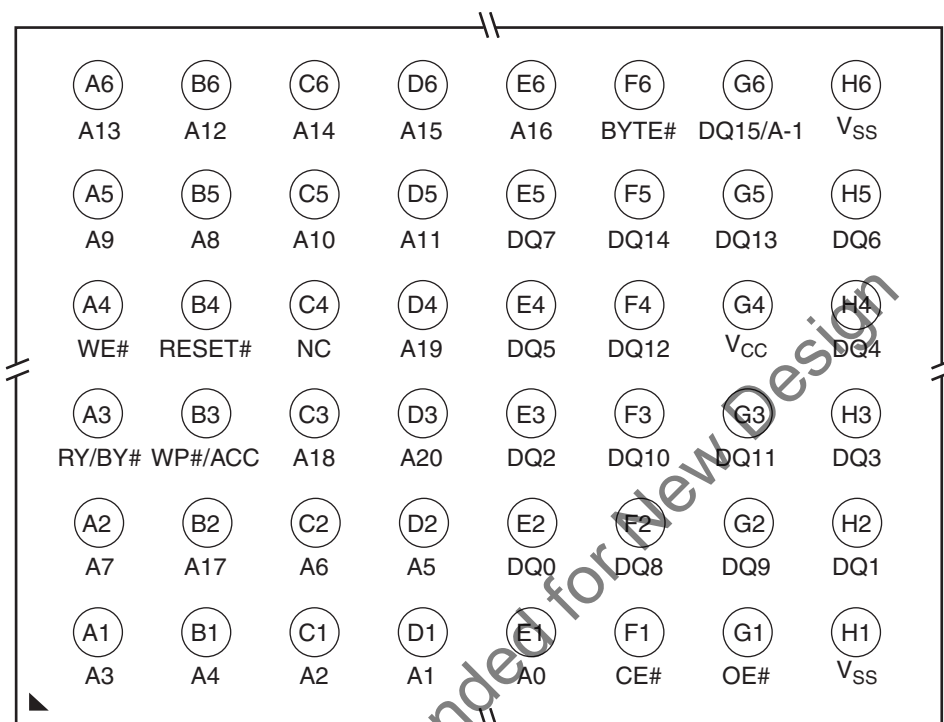 A6 B6 C6 D6 E6 F6 G6 H6
A13 A12 A14 A15 A16 BYTE# DQ15/A-1 VSS
A5 B5 C5 D5 E5 F5 G5 H5
A9 A8 A10 A11 DQ7 DQ14 DQ13 DQ6
A4 B4 C4 D4 E4 F4 G4 H4
WE# RESET# NC A19 DQ5 DQ12 VCC DQ4
A3 B3 C3 D3 E3 F3 G3 H3
RY/BY# WP#/ACC A18 A20 DQ2 DQ10 DQ11 DQ3
A2 B2 C2 D2 E2 F2 G2 H2
A7 A17 A6 A5 DQ0 DQ8 DQ9 DQ1
A1 B1 C1 D1 E1 F1 G1 H1
A3 A4 A2 A1 A0 CE# OE# VSS
for New Design